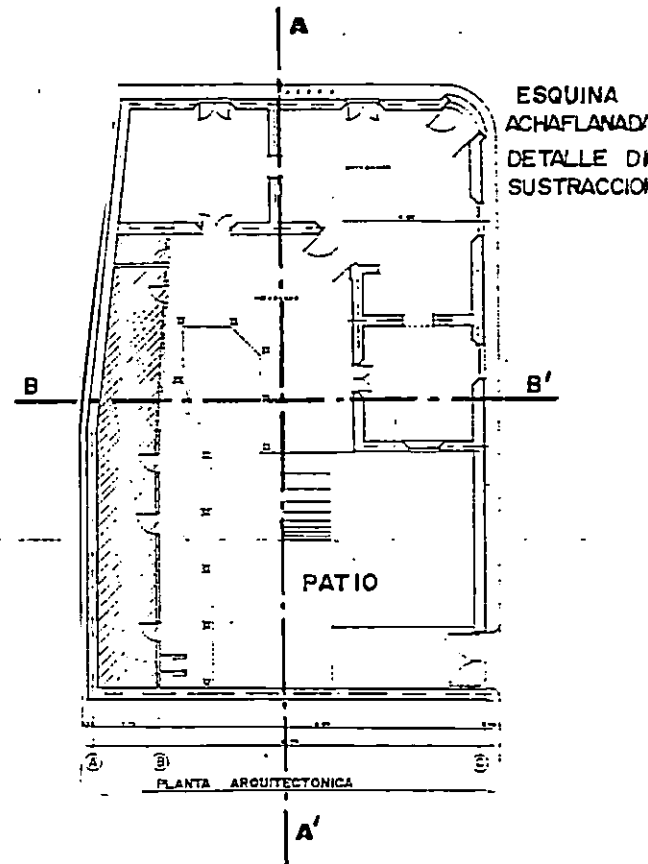 A
ESQUINA
ACHAFLANADA
DETALLE DE
SUSTRACCION
B
B'
PATIO
A
B
PLANTA ARQUITECTONICA
A'